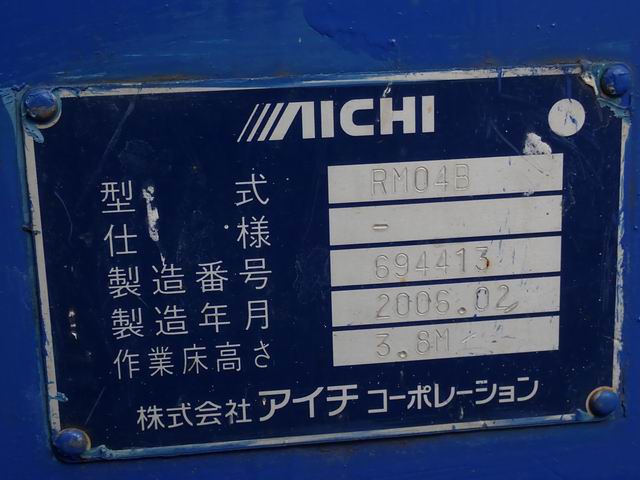 AICHI
型式 RM04B
仕様 -
製造番号 694413
製造年月 2006.02
作業床高さ 3.8M
株式会社 アイチ コーポレーション